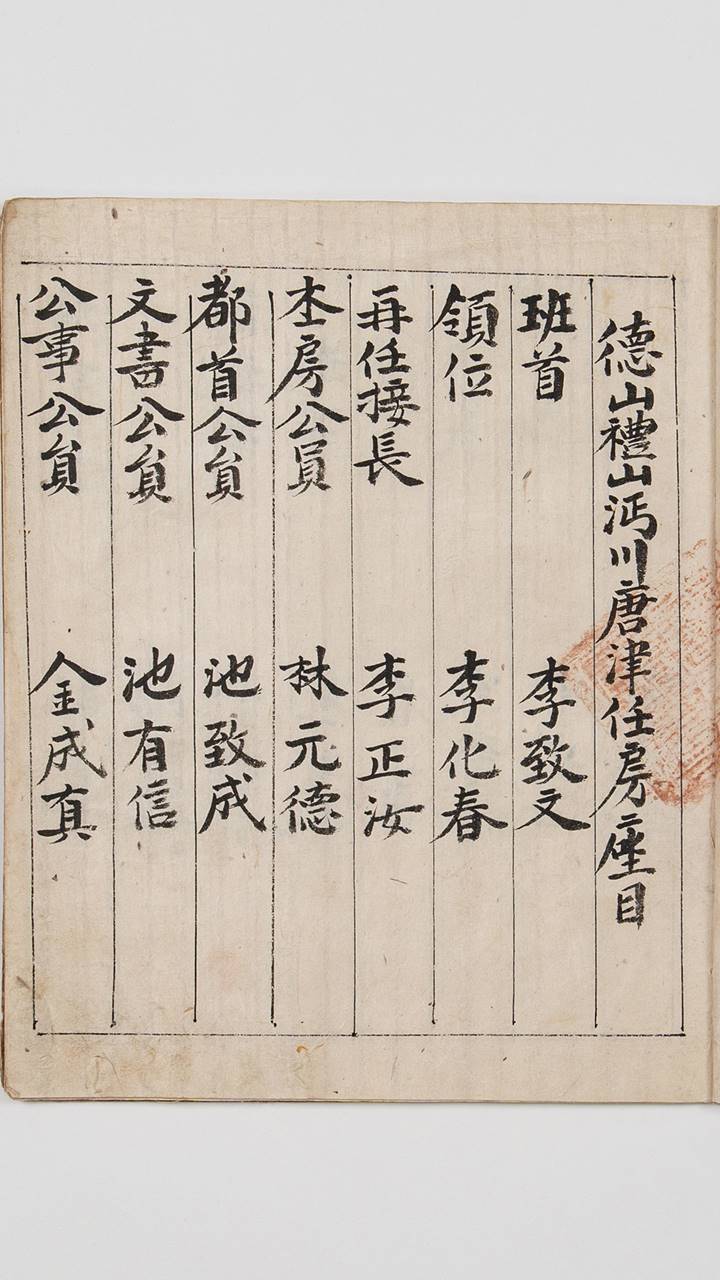 德山禮山沔川唐津任房座目
班首 李致文
領位 李化春
再任接長 李正汝
本房公員 林元德
都首公員 池致成
文書公員 池有信
公事公員 金成真